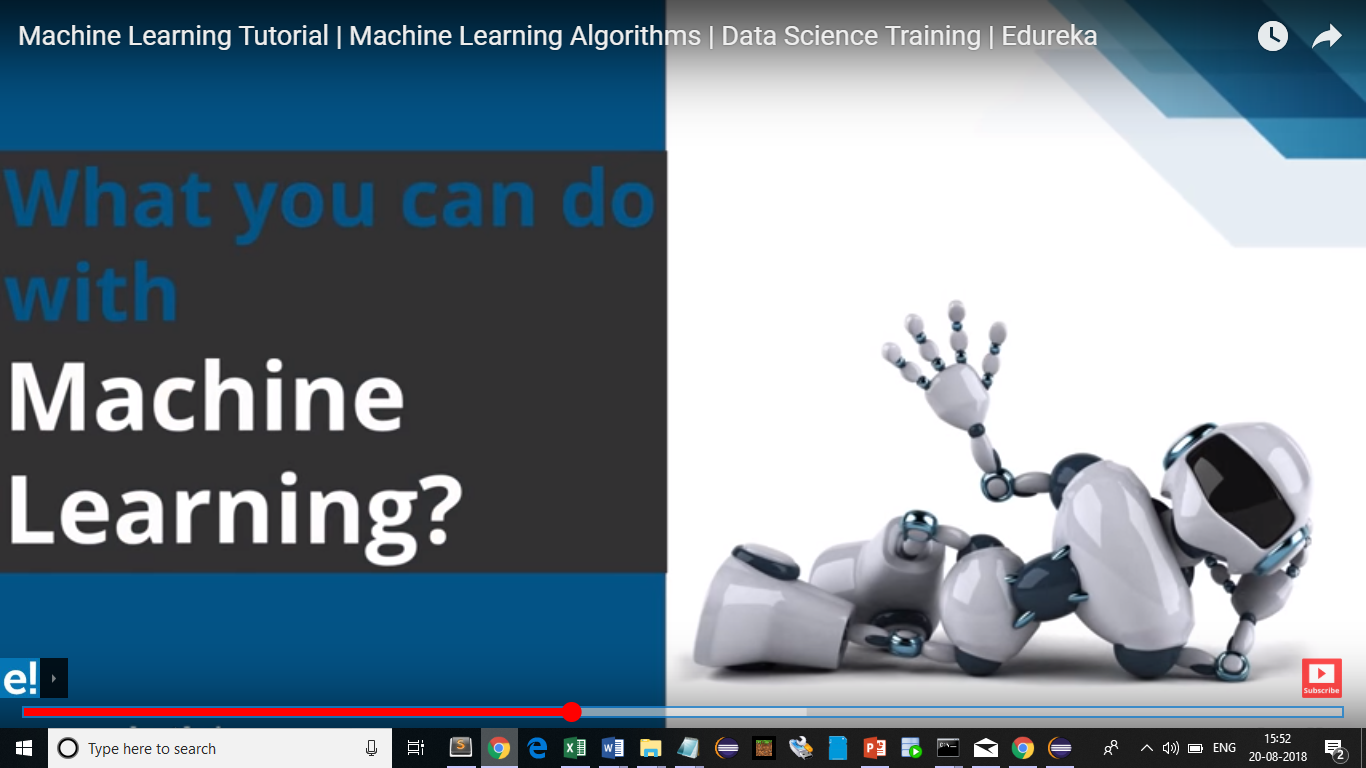 Machine Learning Tutorial | Machine Learning Algorithms | Data Science Training | Edureka
What you can do
with
Machine
Learning?
e!
Subscribe
Type here to search
ENG
15:52
20-08-2018
2